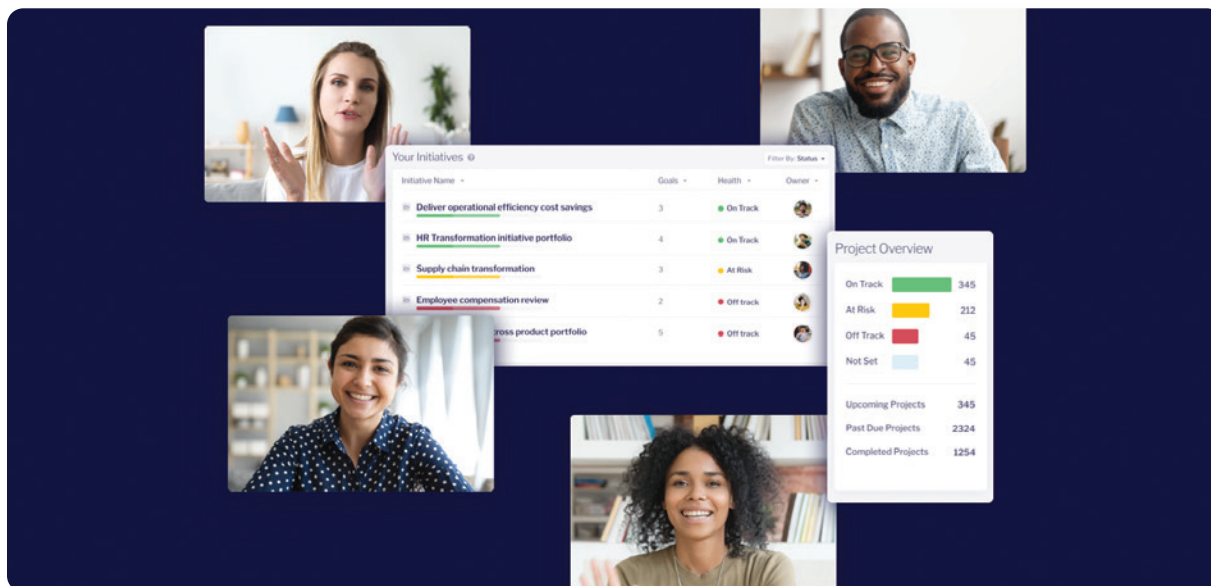 Your Initiatives
Filter By: Status
Initiative Name Goals Health Owner
Deliver operational efficiency cost savings 3 On Track
HR Transformation initiative portfolio 4 On Track
Supply chain transformation 3 At Risk
Employee compensation review 2 Off track
cross product portfolio 5 Off track
Project Overview
On Track 345
At Risk 212
Off Track 45
Not Set 45
Upcoming Projects 345
Past Due Projects 2324
Completed Projects 1254